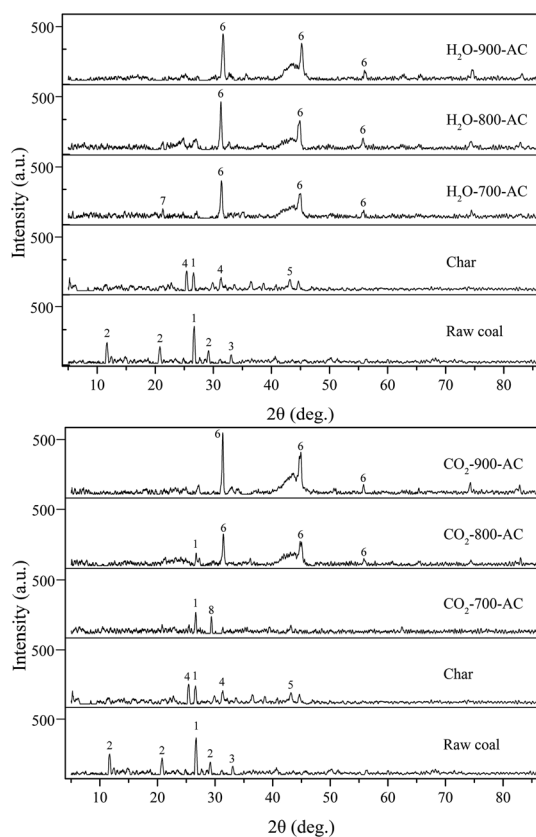 500
6
6
6
H₂O-900-AC
500
6
6
6
H₂O-800-AC
500
7
6
6
6
H₂O-700-AC
500
4
1
4
5
Char
500
2
2
1
2
3
Raw coal
Intensity (a.u.)
10 20 30 40 50 60 70 80
2θ (deg.)
500
6
6
6
CO₂-900-AC
500
1
6
6
6
CO₂-800-AC
500
1
8
CO₂-700-AC
500
4
1
4
5
Char
500
2
2
1
2
3
Raw coal
Intensity (a.u.)
10 20 30 40 50 60 70 80
2θ (deg.)